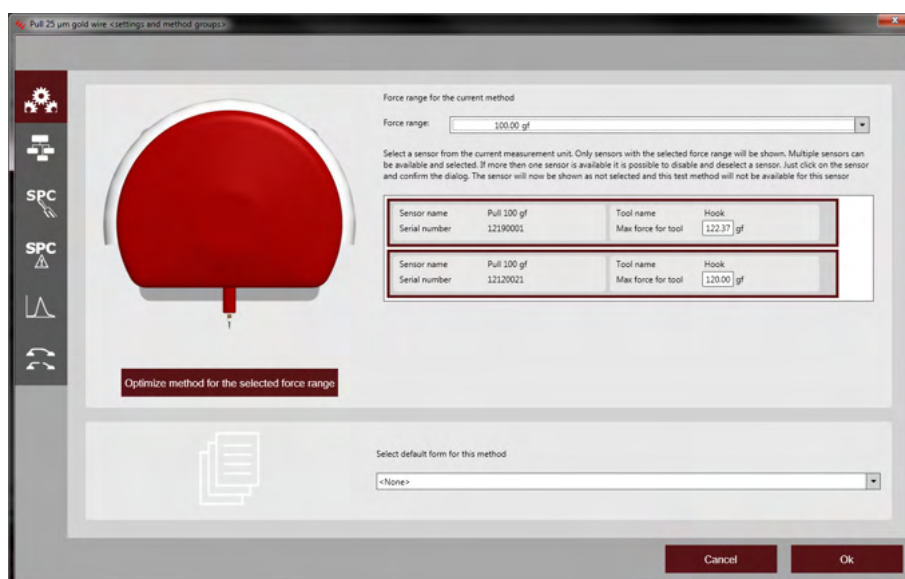 Pull 25 µm gold wire <settings and method groups>
Force range for the current method
Force range: 100.00 gf
Select a sensor from the current measurement unit. Only sensors with the selected force range will be shown. Multiple sensors can
be available and selected. If more then one sensor is available it is possible to disable and deselect a sensor. Just click on the sensor
and confirm the dialog. The sensor will now be shown as not selected and this test method will not be available for this sensor
Sensor name Pull 100 gf Tool name Hook
Serial number 12190001 Max force for tool 122.37 gf
Sensor name Pull 100 gf Tool name Hook
Serial number 12120021 Max force for tool 120.00 gf
SPC
SPC
Optimize method for the selected force range
Select default form for this method
<None>
Cancel Ok